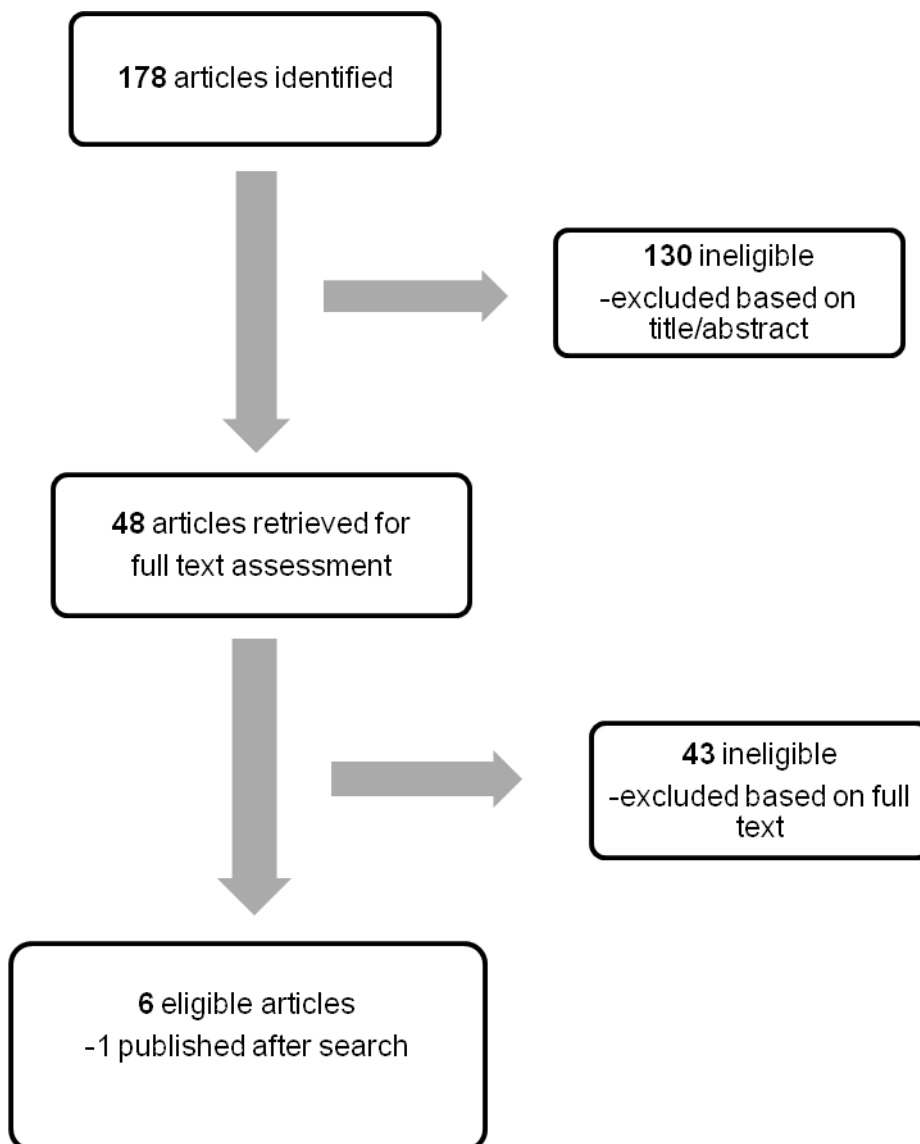 178 articles identified
130 ineligible
-excluded based on
title/abstract
48 articles retrieved for
full text assessment
43 ineligible
-excluded based on full
text
6 eligible articles
-1 published after search